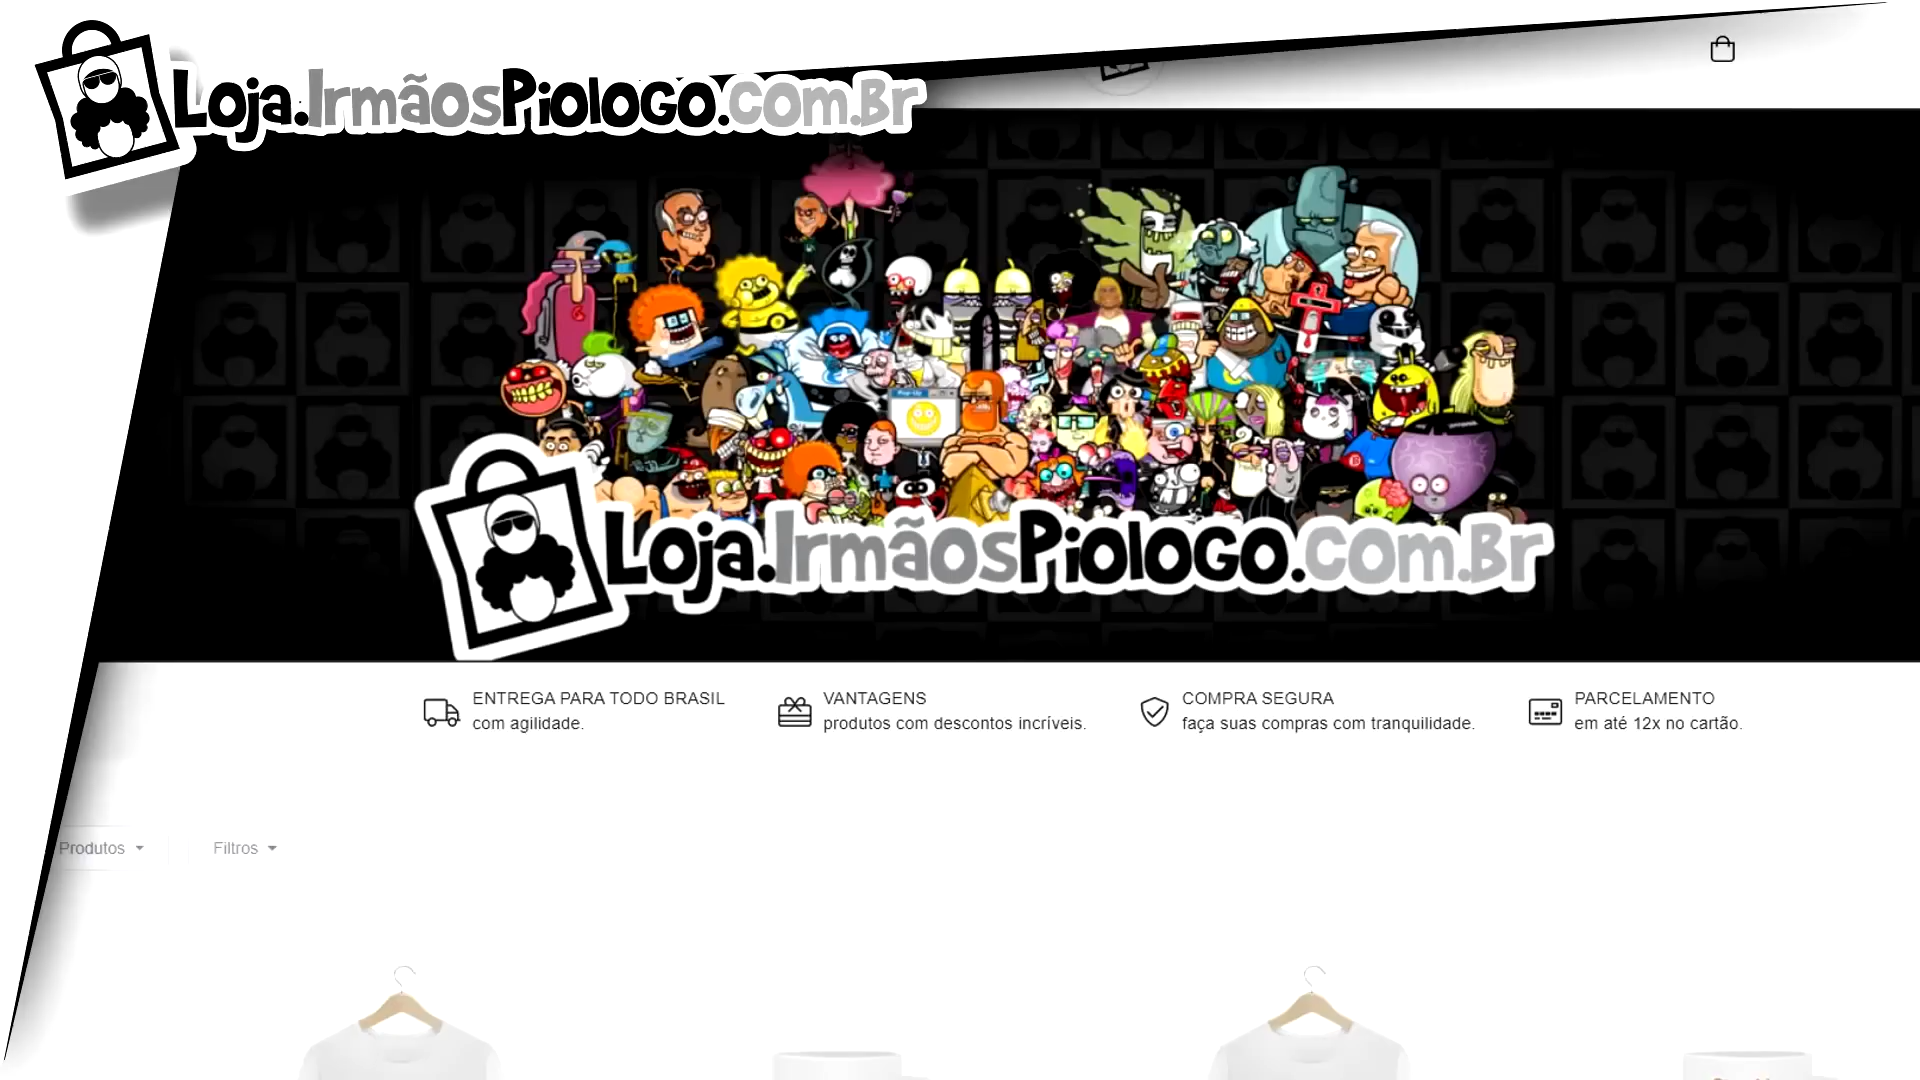 Loja.IrmãosPiologo.com.Br
Loja.IrmãosPiologo.com.Br
ENTREGA PARA TODO BRASIL
com agilidade.
VANTAGENS
produtos com descontos incríveis.
COMPRA SEGURA
faça suas compras com tranquilidade.
PARCELAMENTO
em até 12x no cartão.
Produtos
Filtros